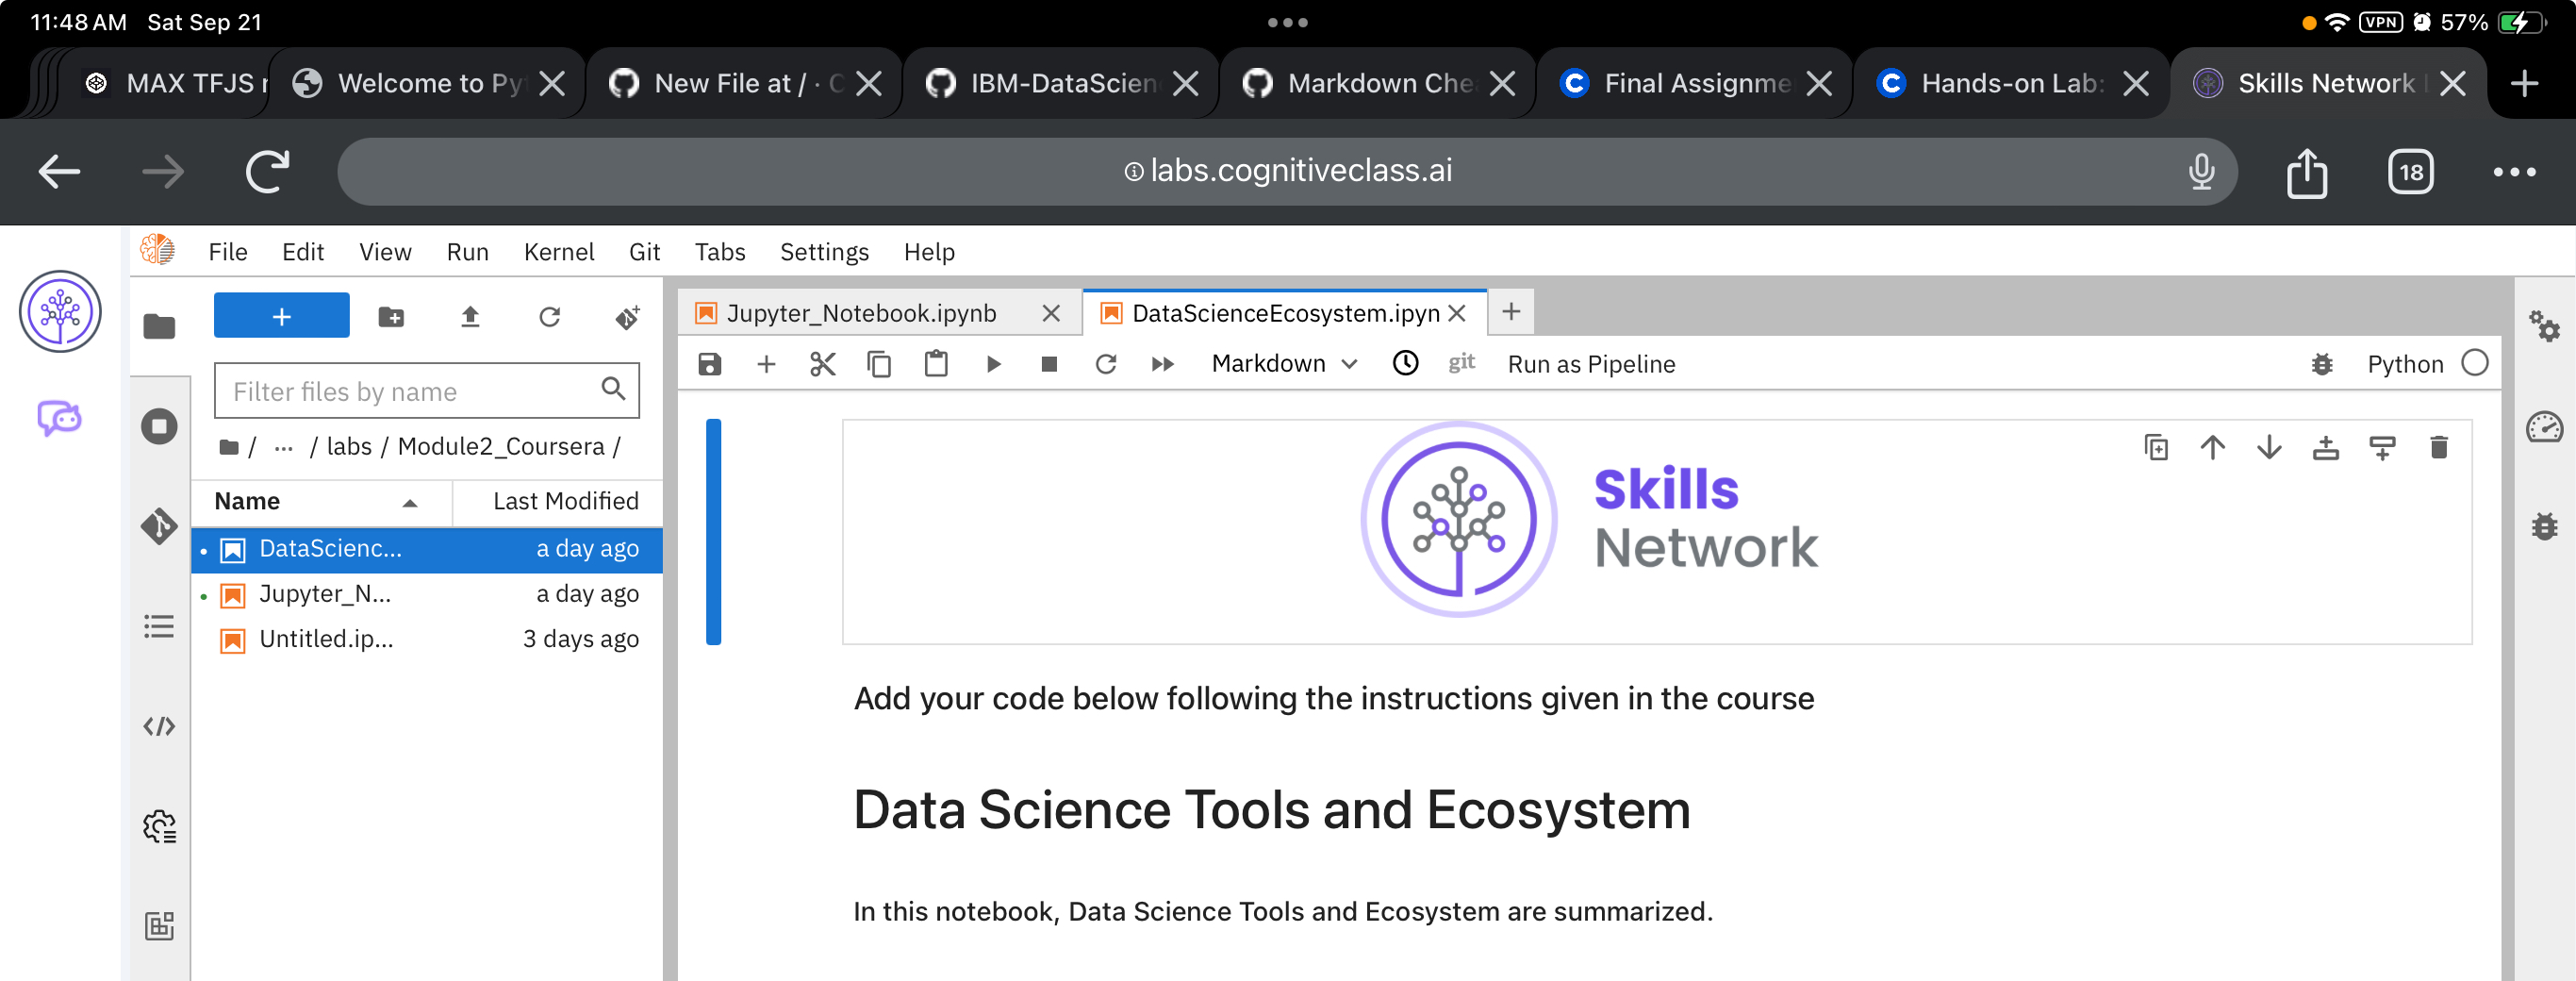 11:48 AM Sat Sep 21
VPN 57%
MAX TFJS r
Welcome to Py
New File at / · C
IBM-DataScien
Markdown Che
Final Assignme
Hands-on Lab:
Skills Network
labs.cognitiveclass.ai
18
File Edit View Run Kernel Git Tabs Settings Help
Jupyter_Notebook.ipynb
DataScienceEcosystem.ipyn
Markdown
git
Run as Pipeline
Python
Filter files by name
/ ... / labs / Module2_Coursera /
Name Last Modified
DataScienc... a day ago
Jupyter_N... a day ago
Untitled.ip... 3 days ago
Skills
Network
Add your code below following the instructions given in the course
Data Science Tools and Ecosystem
In this notebook, Data Science Tools and Ecosystem are summarized.